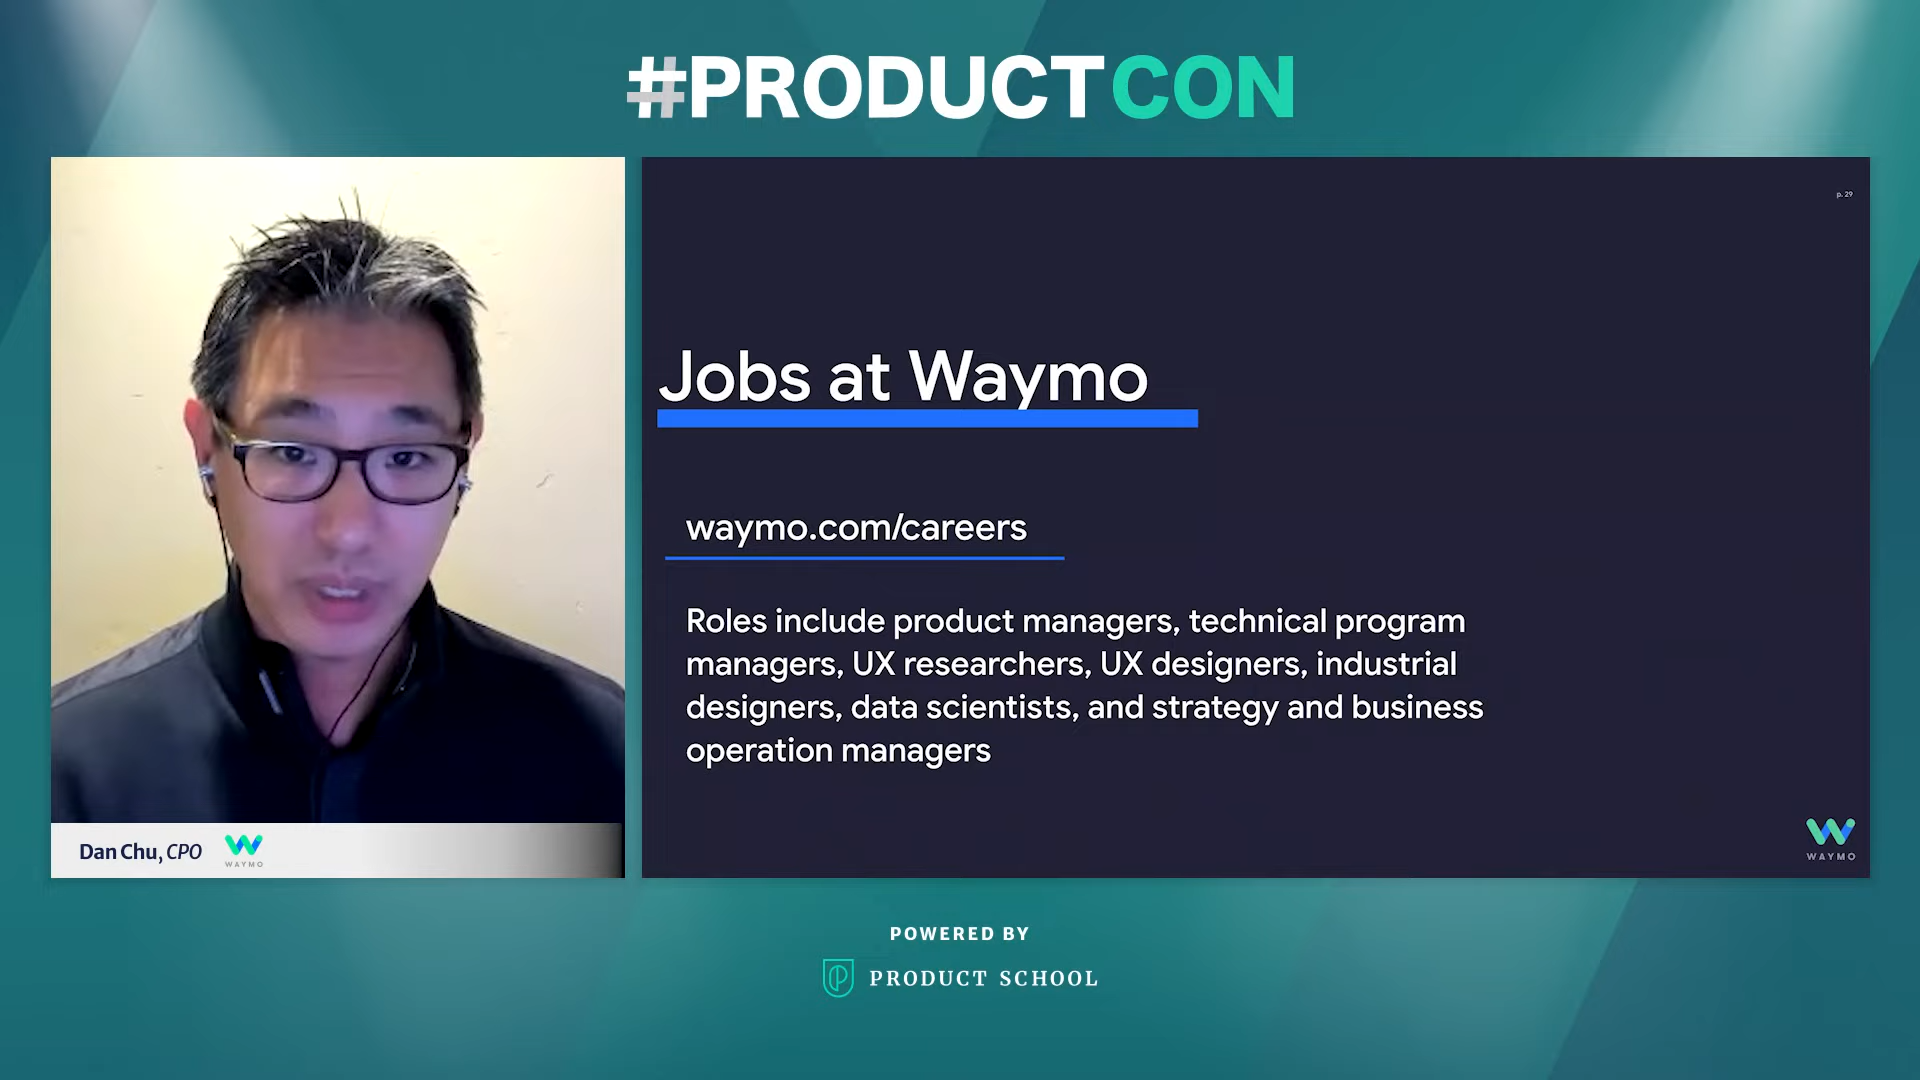 #PRODUCTCON
p. 29
Jobs at Waymo
waymo.com/careers
Roles include product managers, technical program
managers, UX researchers, UX designers, industrial
designers, data scientists, and strategy and business
operation managers
WAYMO
Dan Chu, CPO
WAYMO
POWERED BY
PRODUCT SCHOOL